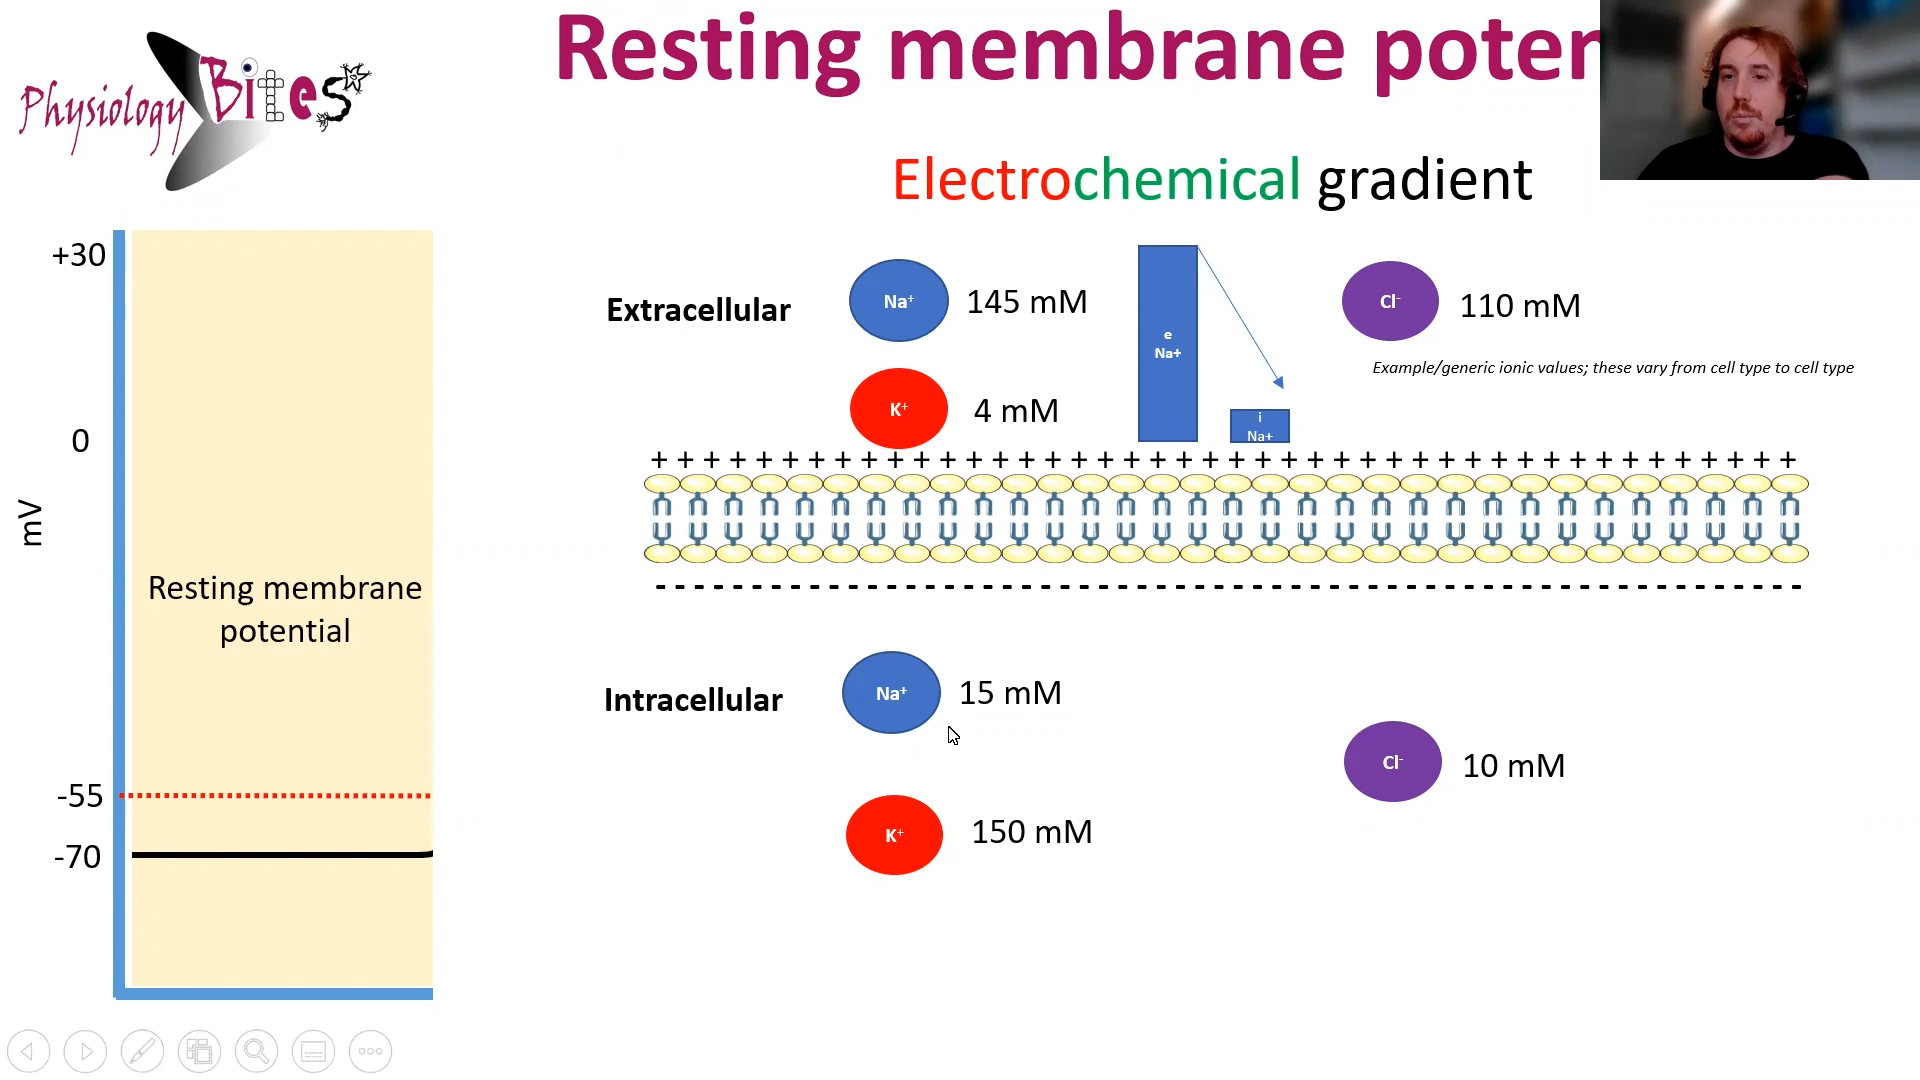 Physiology Bites
Resting membrane poten
Electrochemical gradient
+30
0
mV
-55
-70
Resting membrane
potential
Extracellular
Na+
145 mM
K+
4 mM
e
Na+
i
Na+
Cl-
110 mM
Example/generic ionic values; these vary from cell type to cell type
+ + + + + + + + + + + + + + + + + + + + + + + + + + + + + + + + + + + + + + + + + + + +
- - - - - - - - - - - - - - - - - - - - - - - - - - - - - - - - - - - - - - - - - - - - - - - - - - - - - - - - - - - -
Intracellular
Na+
15 mM
K+
150 mM
Cl-
10 mM